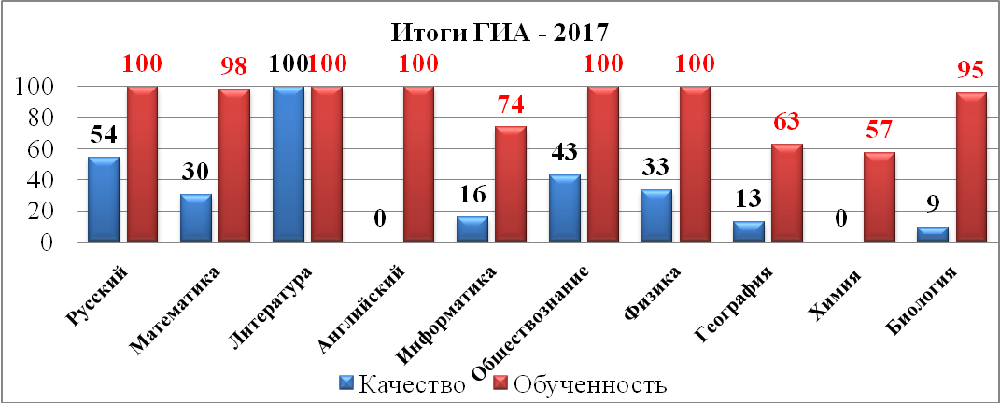 Итоги ГИА - 2017
100 98 100 100 100 74 100 100 63 57 95
54 30 0 16 43 33 13 0 9
100
80
60
40
20
0
Русский
Математика
Литература
Английский
Информатика
Обществознание
Физика
География
Химия
Биология
Качество Обученность